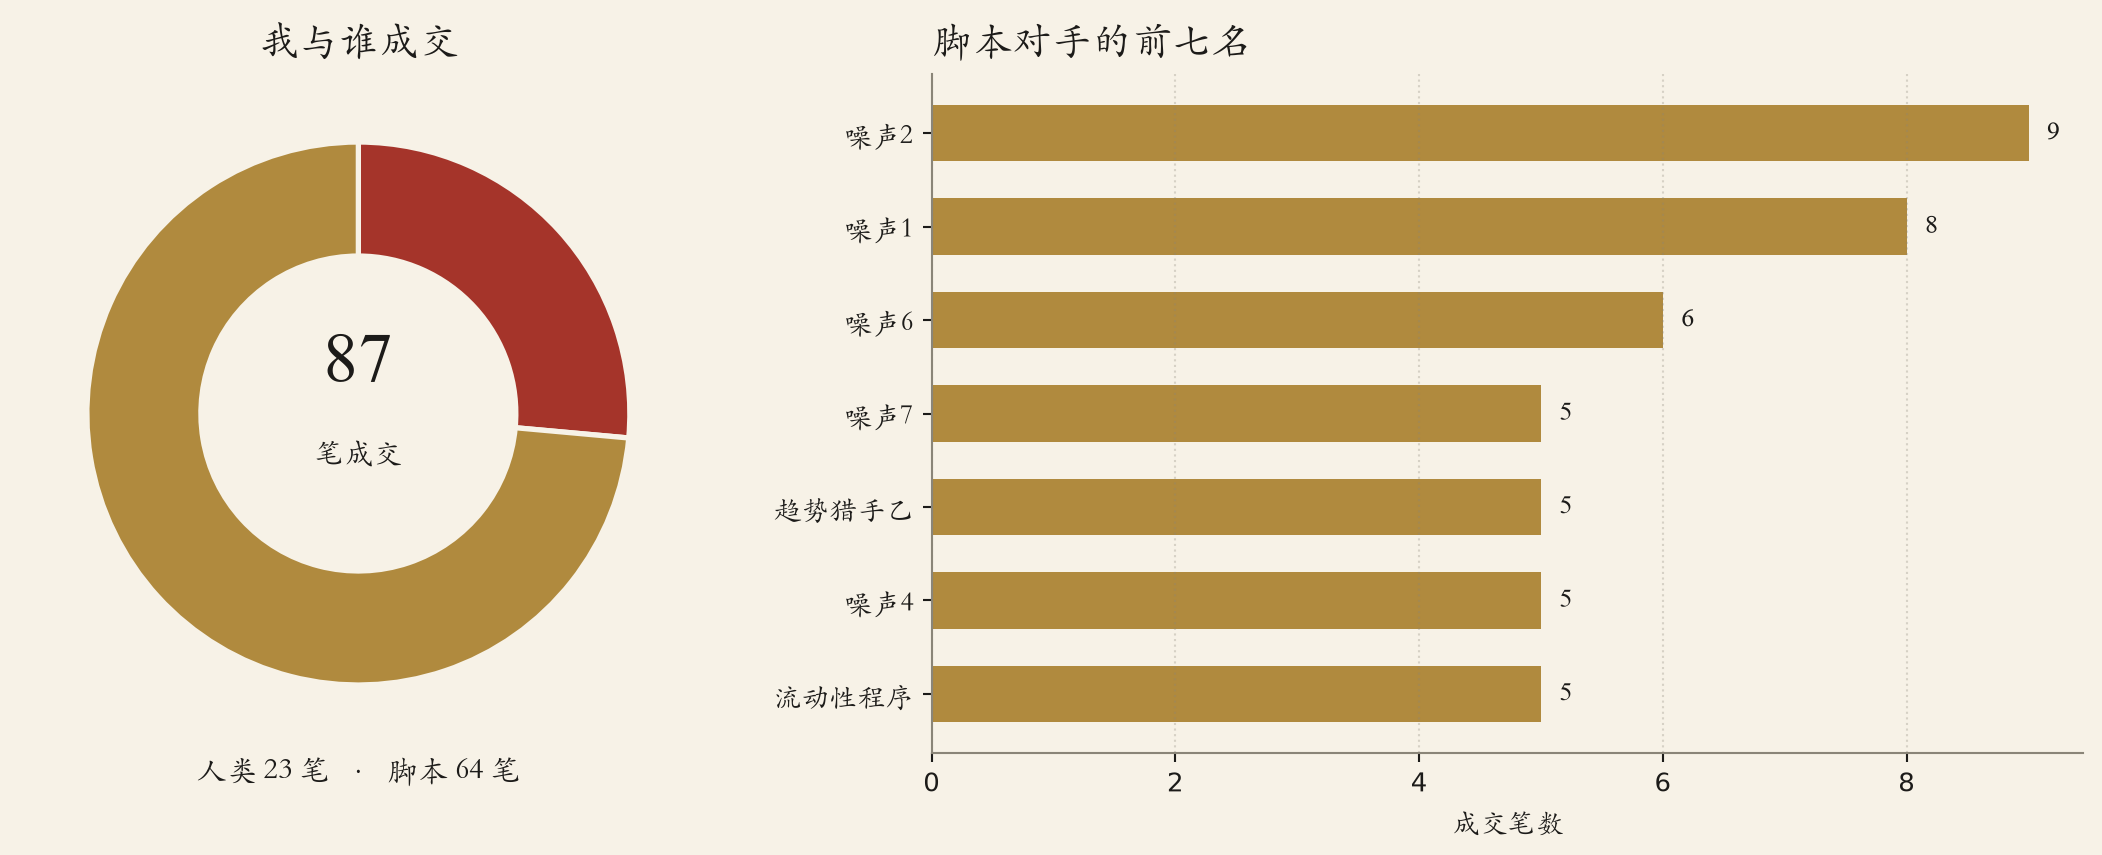 我与谁成交
87
笔成交
人类 23 笔 · 脚本 64 笔
脚本对手的前七名
噪声2
9
噪声1
8
噪声6
6
噪声7
5
趋势猎手乙
5
噪声4
5
流动性程序
5
0 2 4 6 8
成交笔数